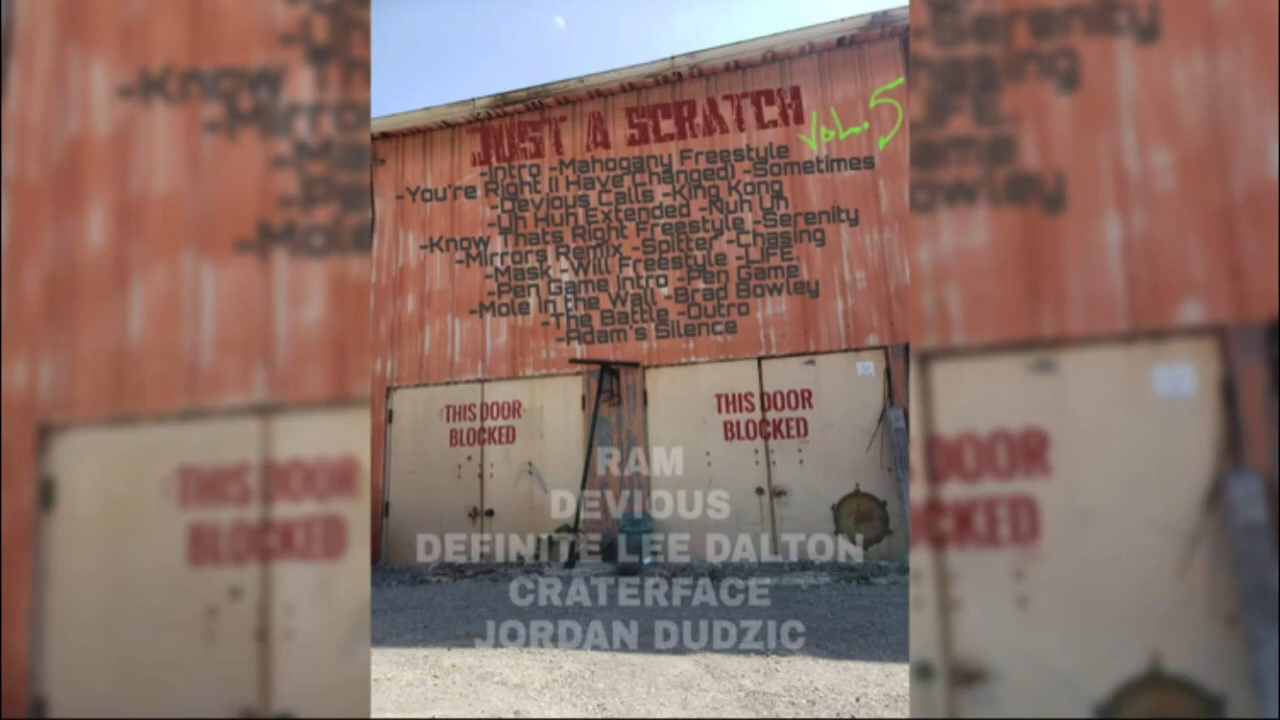 JUST A SCRATCH
VOL.5
-Intro -Mahogany Freestyle
-You're Right (I Have Changed) -Sometimes
-Devious Calls -King Kong
-Uh Huh Extended -Nuh Uh
-Know Thats Right Freestyle -Serenity
-Mirrors Remix -Spitter -Chasing
-Mask -Will Freestyle -LIFE.
-Pen Game Intro -Pen Game
-Mole in the Wall -Brad Bowley
-The Battle -Outro
-Adam's Silence
THIS DOOR
BLOCKED
THIS DOOR
BLOCKED
RAM
DEVIOUS
DEFINITE LEE DALTON
CRATERFACE
JORDAN DUDZIC